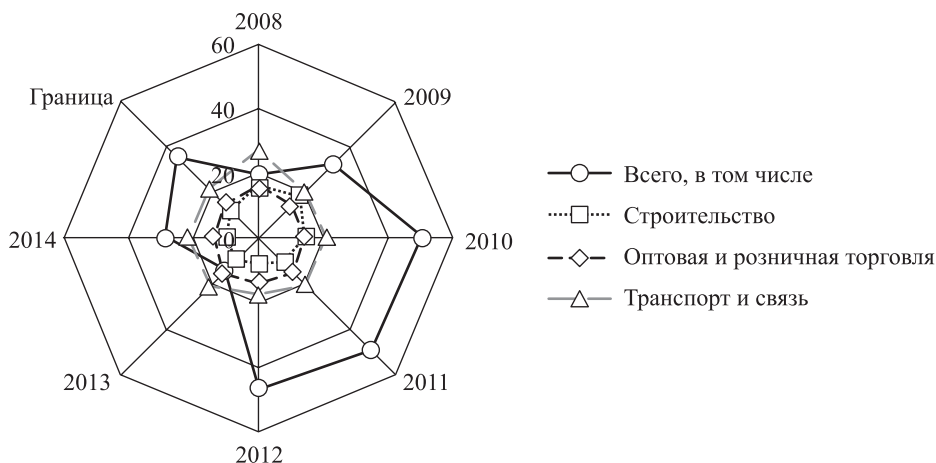 2008
60
Граница
2009
40
20
Всего, в том числе
Строительство
0
2014
2010
Оптовая и розничная торговля
Транспорт и связь
2013
2011
2012